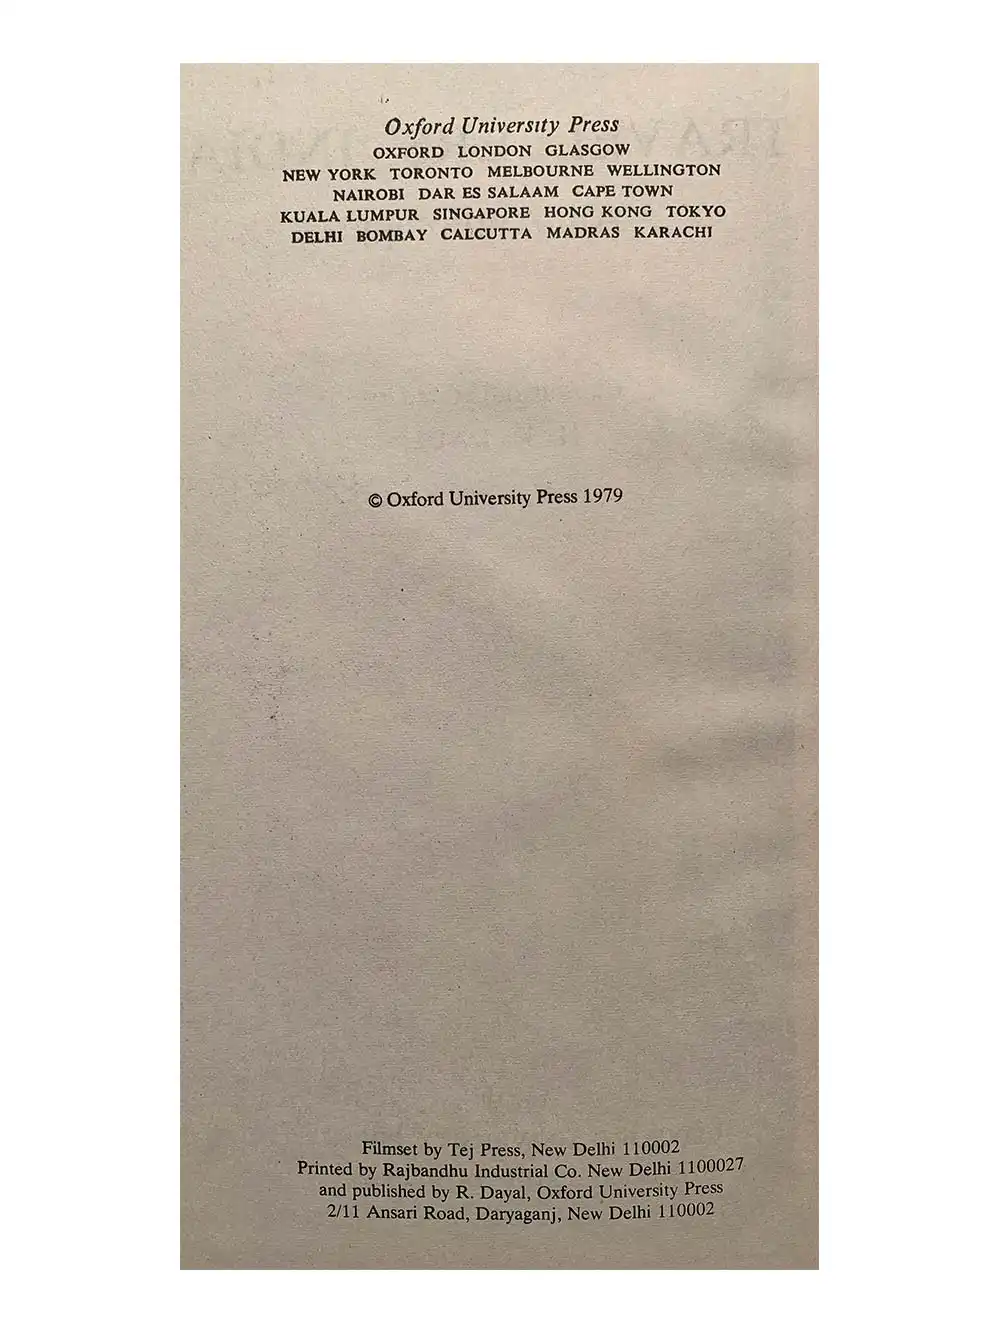 Oxford University Press
OXFORD LONDON GLASGOW
NEW YORK TORONTO MELBOURNE WELLINGTON
NAIROBI DAR ES SALAAM CAPE TOWN
KUALA LUMPUR SINGAPORE HONG KONG TOKYO
DELHI BOMBAY CALCUTTA MADRAS KARACHI
© Oxford University Press 1979
Filmset by Tej Press, New Delhi 110002
Printed by Rajbandhu Industrial Co. New Delhi 1100027
and published by R. Dayal, Oxford University Press
2/11 Ansari Road, Daryaganj, New Delhi 110002